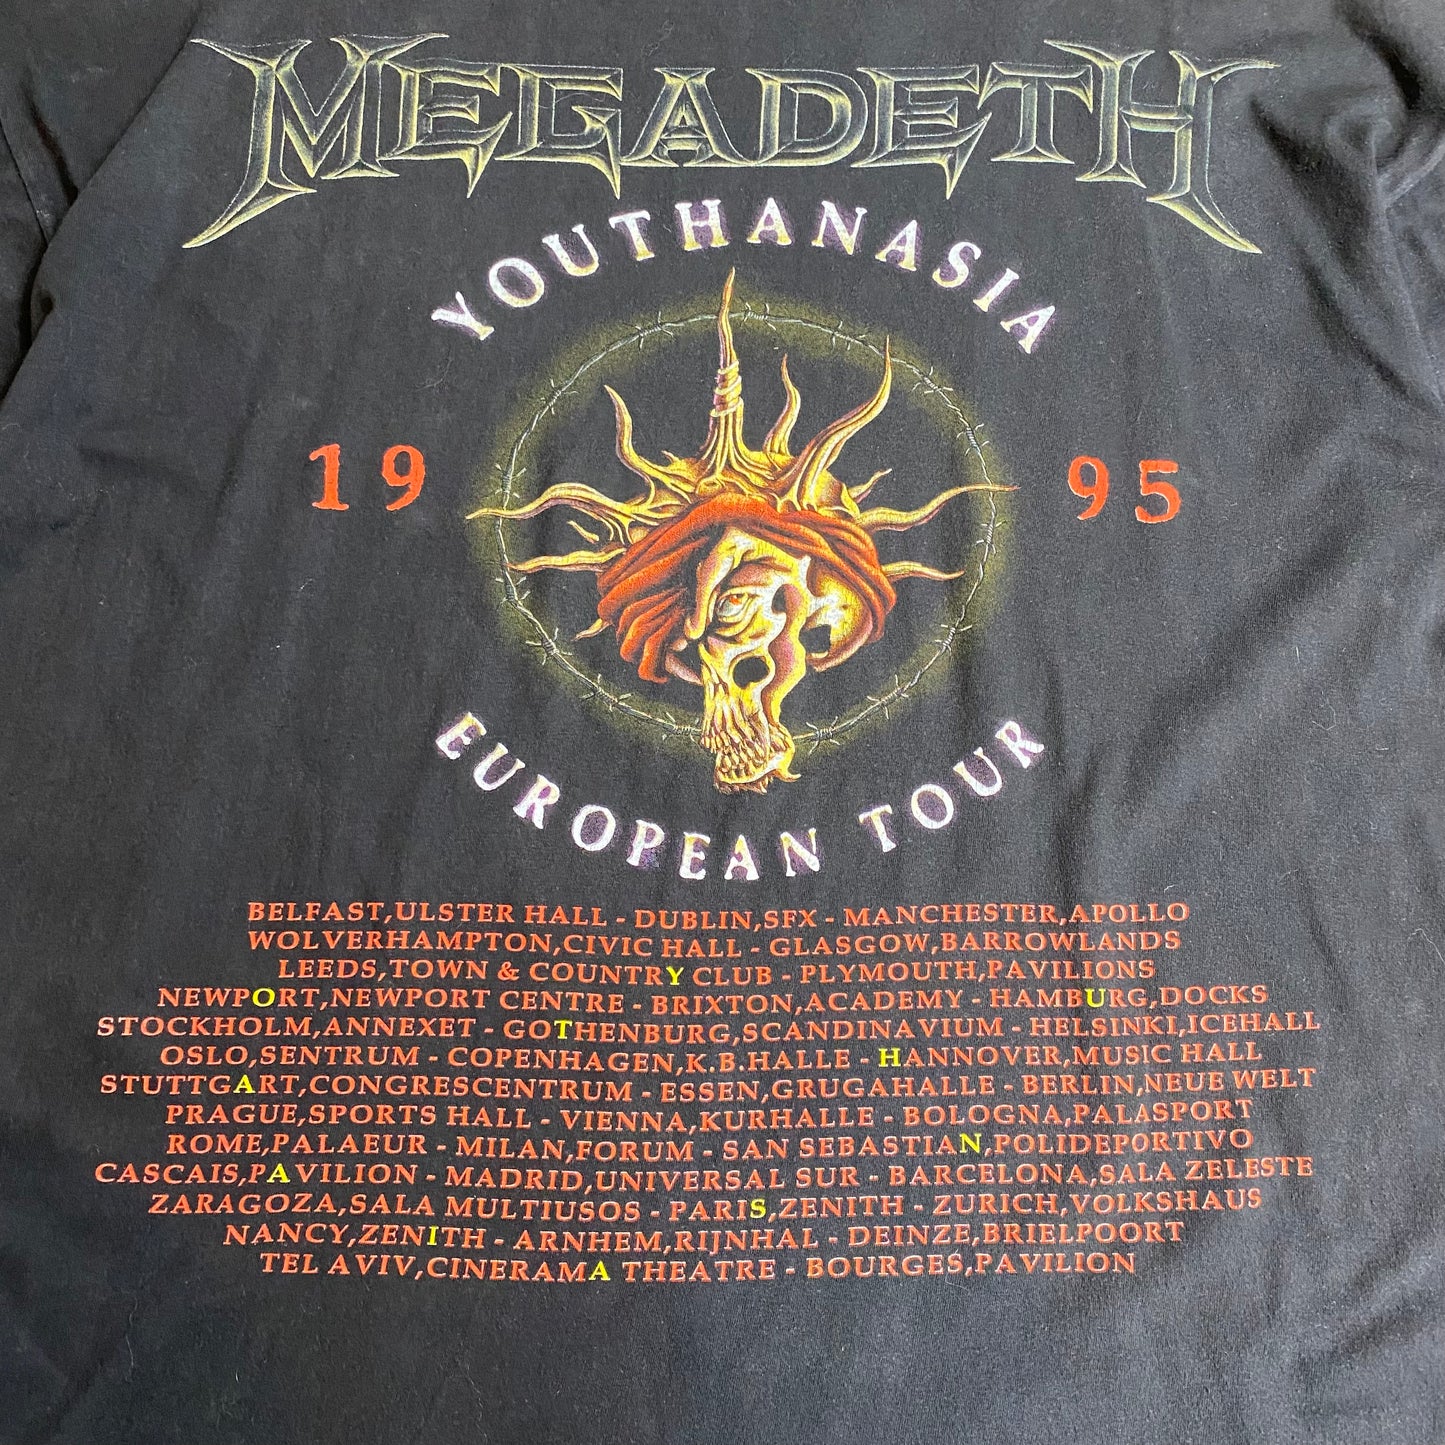 MEGADETH
YOUTHANASIA
19 95
EUROPEAN TOUR
BELFAST,ULSTER HALL - DUBLIN,SFX - MANCHESTER,APOLLO
WOLVERHAMPTON,CIVIC HALL - GLASGOW,BARROWLANDS
LEEDS,TOWN & COUNTRY CLUB - PLYMOUTH,PAVILIONS
NEWPORT,NEWPORT CENTRE - BRIXTON,ACADEMY - HAMBURG,DOCKS
STOCKHOLM,ANNEXET - GOTHENBURG,SCANDINAVIUM - HELSINKI,ICEHALL
OSLO,SENTRUM - COPENHAGEN,K.B.HALLE - HANNOVER,MUSIC HALL
STUTTGART,CONGRESCENTRUM - ESSEN,GRUGAHALLE - BERLIN,NEUE WELT
PRAGUE,SPORTS HALL - VIENNA,KURHALLE - BOLOGNA,PALASPORT
ROME,PALAEUR - MILAN,FORUM - SAN SEBASTIAN,POLIDEPORTIVO
CASCAIS,PAVILION - MADRID,UNIVERSAL SUR - BARCELONA,SALA ZELESTE
ZARAGOZA,SALA MULTIUSOS - PARIS,ZENITH - ZURICH,VOLKSHAUS
NANCY,ZENITH - ARNHEM,RIJNHAL - DEINZE,BRIELPOORT
TEL AVIV,CINERAMA THEATRE - BOURGES,PAVILION